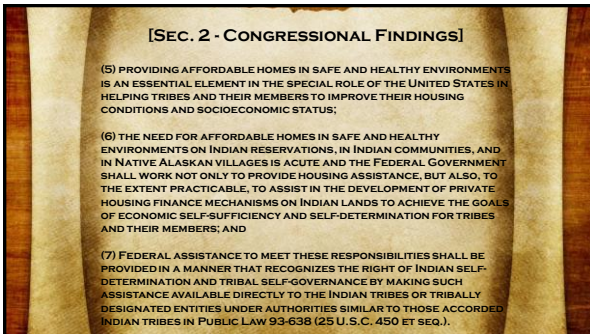 [Sec. 2 - Congressional Findings]
(5) providing affordable homes in safe and healthy environments
is an essential element in the special role of the United States in
helping tribes and their members to improve their housing
conditions and socioeconomic status;
(6) the need for affordable homes in safe and healthy
environments on Indian reservations, in Indian communities, and
in Native Alaskan villages is acute and the Federal Government
shall work not only to provide housing assistance, but also, to
the extent practicable, to assist in the development of private
housing finance mechanisms on Indian lands to achieve the goals
of economic self-sufficiency and self-determination for tribes
and their members; and
(7) Federal assistance to meet these responsibilities shall be
provided in a manner that recognizes the right of Indian self-
determination and tribal self-governance by making such
assistance available directly to the Indian tribes or tribally
designated entities under authorities similar to those accorded
Indian tribes in Public Law 93-638 (25 U.S.C. 450 et seq.).